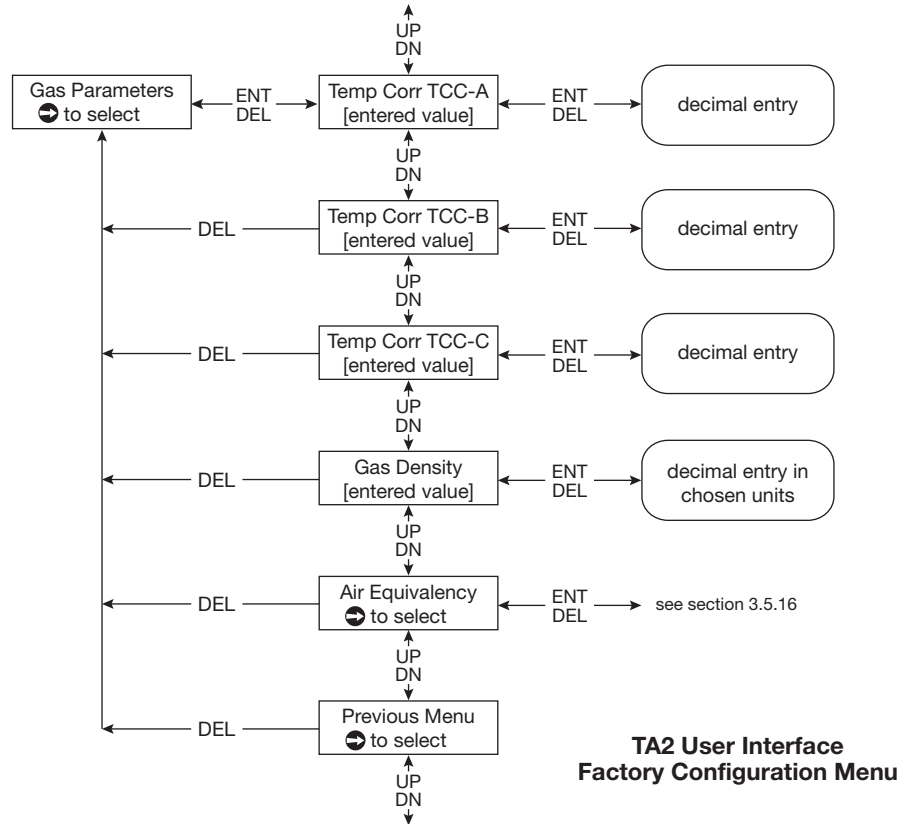 UP
DN
Gas Parameters
to select
ENT
DEL
Temp Corr TCC-A
[entered value]
ENT
DEL
decimal entry
UP
DN
DEL
Temp Corr TCC-B
[entered value]
ENT
DEL
decimal entry
UP
DN
DEL
Temp Corr TCC-C
[entered value]
ENT
DEL
decimal entry
UP
DN
DEL
Gas Density
[entered value]
ENT
DEL
decimal entry in
chosen units
UP
DN
DEL
Air Equivalency
to select
ENT
DEL
see section 3.5.16
UP
DN
DEL
Previous Menu
to select
UP
DN
TA2 User Interface
Factory Configuration Menu